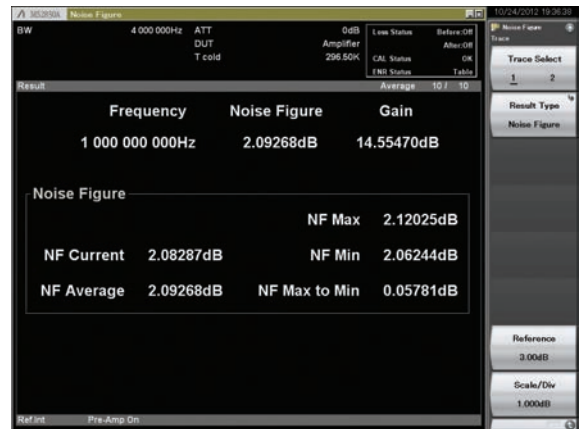 MS2690A Noise Figure
10/24/2012 19:36:38
BW 4 000 000Hz ATT 0dB
DUT Amplifier
T cold 296.50K
Loss Status Before:Off
After:Off
CAL Status OK
ENR Status Table
Result Average 10 / 10
Frequency Noise Figure Gain
1 000 000 000Hz 2.09268dB 14.55470dB
Noise Figure
NF Max 2.12025dB
NF Current 2.08287dB NF Min 2.06244dB
NF Average 2.09268dB NF Max to Min 0.05781dB
Ref.Int Pre-Amp On
Noise Figure
Trace
Trace Select
1 2
Result Type
Noise Figure
Reference
3.00dB
Scale/Div
1.000dB